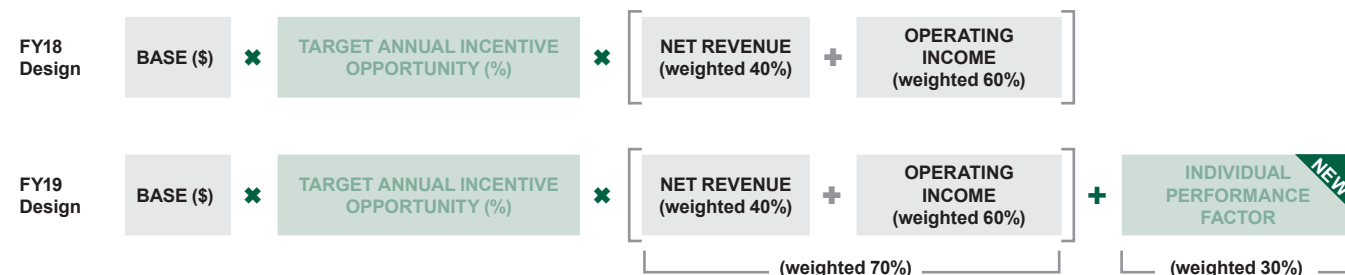 FY18
Design
BASE ($)
✖
TARGET ANNUAL INCENTIVE
OPPORTUNITY (%)
✖
NET REVENUE
(weighted 40%)
+
OPERATING
INCOME
(weighted 60%)
FY19
Design
BASE ($)
✖
TARGET ANNUAL INCENTIVE
OPPORTUNITY (%)
✖
NET REVENUE
(weighted 40%)
+
OPERATING
INCOME
(weighted 60%)
+
INDIVIDUAL
PERFORMANCE
FACTOR
NEW
(weighted 70%)
(weighted 30%)